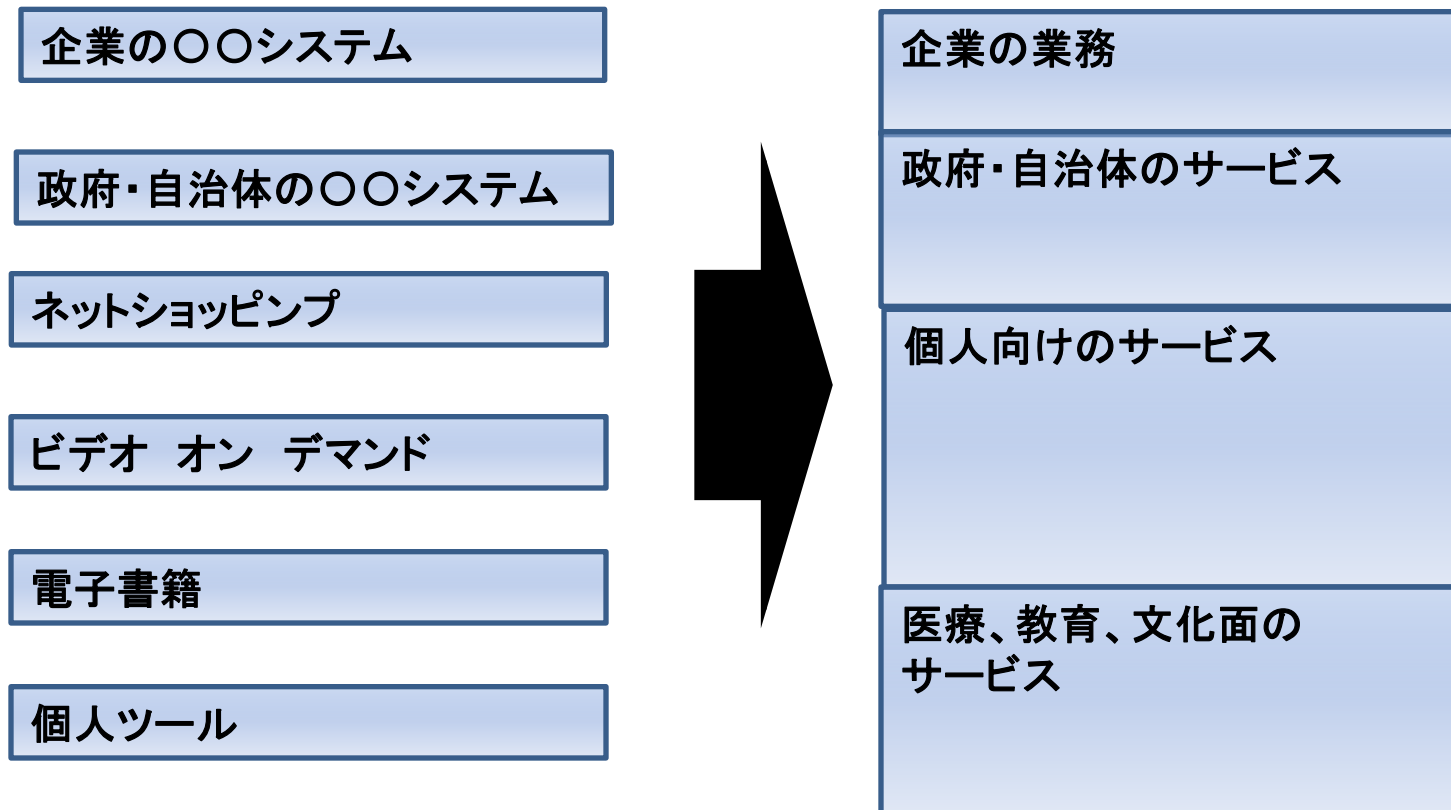 企業の〇〇システム
政府・自治体の〇〇システム
ネットショッピンプ
ビデオ　オン　デマンド
電子書籍
個人ツール
企業の業務
政府・自治体のサービス
個人向けのサービス
医療、教育、文化面の
サービス